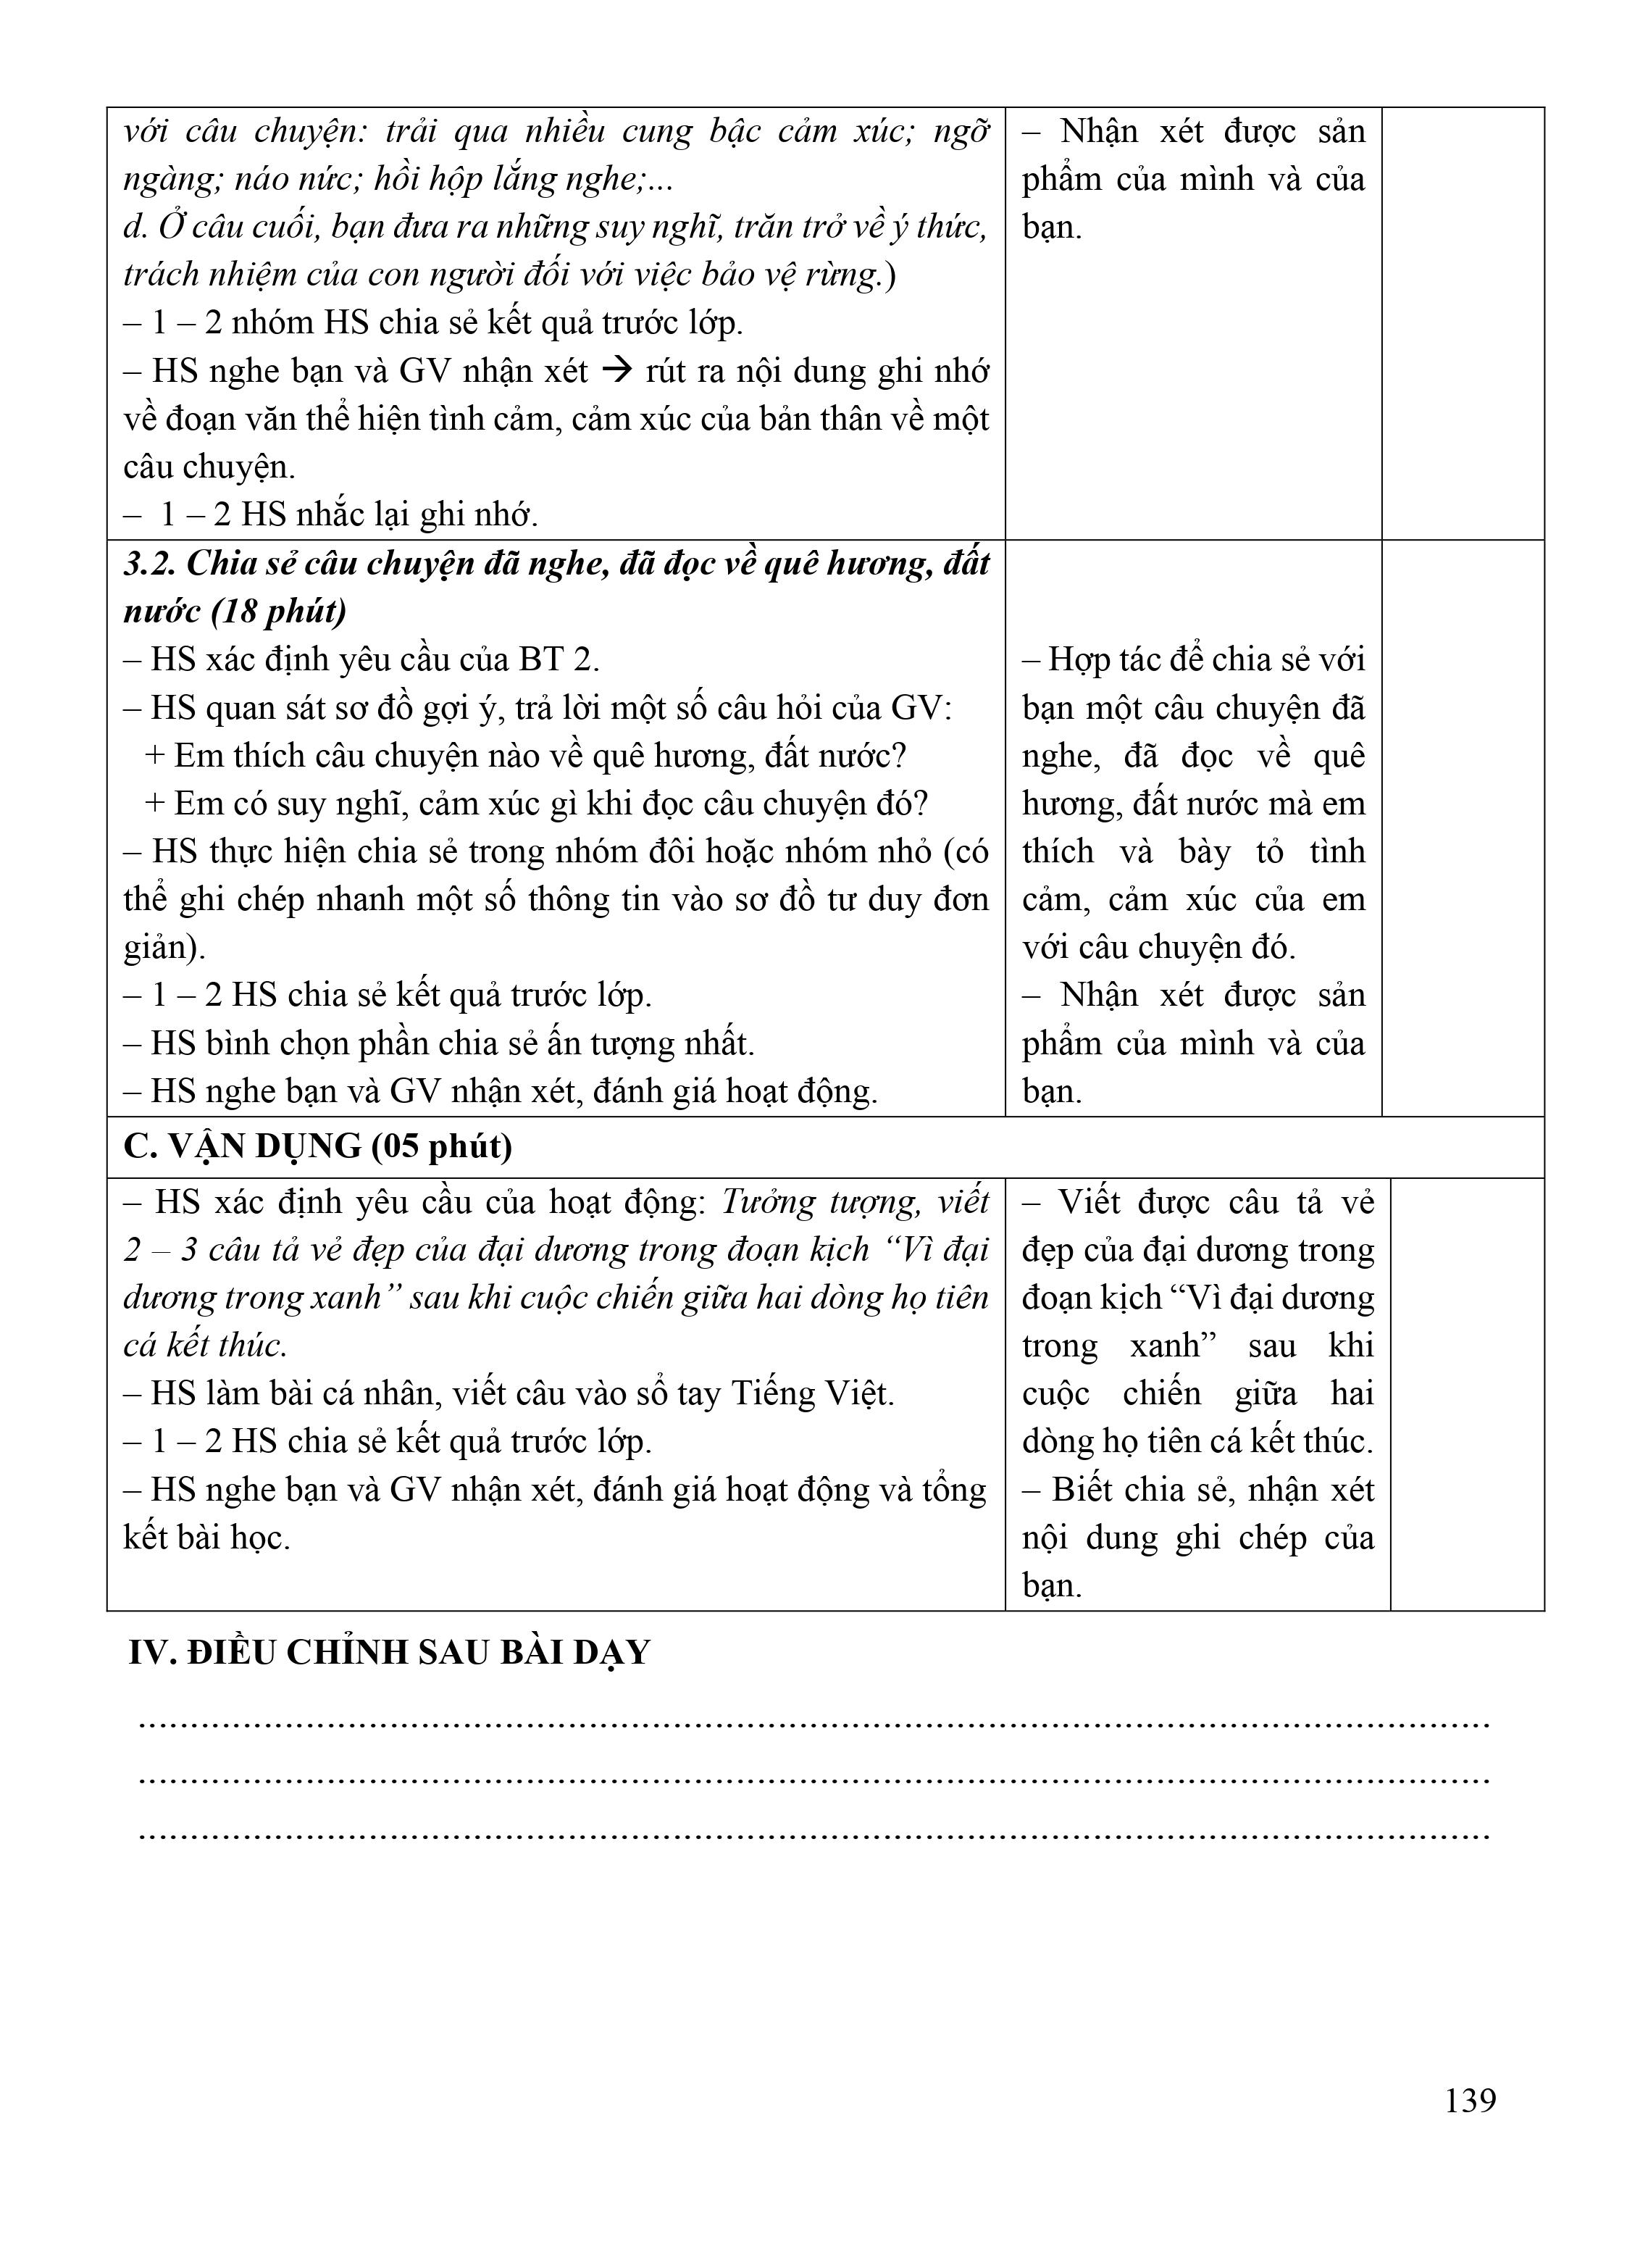 với câu chuyện: trải qua nhiều cung bậc cảm xúc; ngỡ
ngàng; náo nức; hồi hộp lắng nghe;...
d. Ở câu cuối, bạn đưa ra những suy nghĩ, trăn trở về ý thức,
trách nhiệm của con người đối với việc bảo vệ rừng.)
– 1 – 2 nhóm HS chia sẻ kết quả trước lớp.
– HS nghe bạn và GV nhận xét → rút ra nội dung ghi nhớ
về đoạn văn thể hiện tình cảm, cảm xúc của bản thân về một
câu chuyện.
– 1 – 2 HS nhắc lại ghi nhớ.
– Nhận xét được sản
phẩm của mình và của
bạn.
3.2. Chia sẻ câu chuyện đã nghe, đã đọc về quê hương, đất
nước (18 phút)
– HS xác định yêu cầu của BT 2.
– HS quan sát sơ đồ gợi ý, trả lời một số câu hỏi của GV:
+ Em thích câu chuyện nào về quê hương, đất nước?
+ Em có suy nghĩ, cảm xúc gì khi đọc câu chuyện đó?
– HS thực hiện chia sẻ trong nhóm đôi hoặc nhóm nhỏ (có
thể ghi chép nhanh một số thông tin vào sơ đồ tư duy đơn
giản).
– 1 – 2 HS chia sẻ kết quả trước lớp.
– HS bình chọn phần chia sẻ ấn tượng nhất.
– HS nghe bạn và GV nhận xét, đánh giá hoạt động.
– Hợp tác để chia sẻ với
bạn một câu chuyện đã
nghe, đã đọc về quê
hương, đất nước mà em
thích và bày tỏ tình
cảm, cảm xúc của em
với câu chuyện đó.
– Nhận xét được sản
phẩm của mình và của
bạn.
C. VẬN DỤNG (05 phút)
– HS xác định yêu cầu của hoạt động: Tưởng tượng, viết
2 – 3 câu tả vẻ đẹp của đại dương trong đoạn kịch “Vì đại
dương trong xanh” sau khi cuộc chiến giữa hai dòng họ tiên
cá kết thúc.
– HS làm bài cá nhân, viết câu vào sổ tay Tiếng Việt.
– 1 – 2 HS chia sẻ kết quả trước lớp.
– HS nghe bạn và GV nhận xét, đánh giá hoạt động và tổng
kết bài học.
– Viết được câu tả vẻ
đẹp của đại dương trong
đoạn kịch “Vì đại dương
trong xanh” sau khi
cuộc chiến giữa hai
dòng họ tiên cá kết thúc.
– Biết chia sẻ, nhận xét
nội dung ghi chép của
bạn.
IV. ĐIỀU CHỈNH SAU BÀI DẠY
................................................................
................................................................
................................................................
139